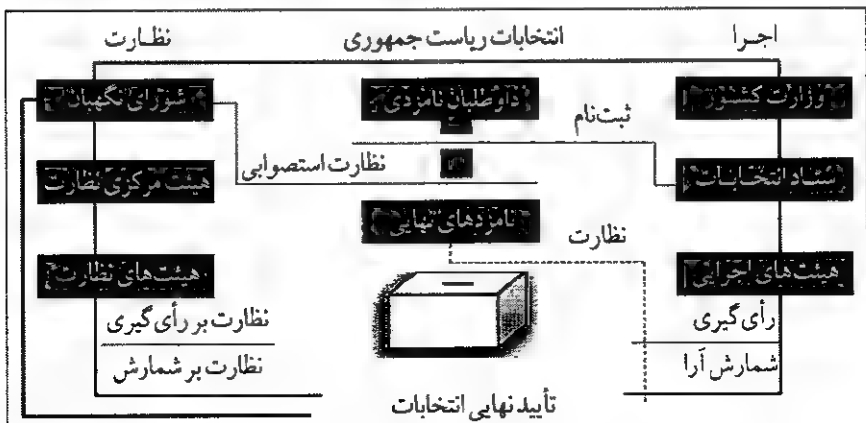 اجرا
انتخابات ریاست جمهوری
نظارت
وزارت کشور
داوطلبان نامزدی
شورای نگهبان
ثبت‌نام
نظارت استصوابی
ستاد انتخابات
هیئت مرکزی نظارت
نامزدهای نهایی
نظارت
هیئت‌های اجرایی
هیئت‌های نظارت
رأی‌گیری
نظارت بر رأی‌گیری
شمارش آرا
نظارت بر شمارش
تأیید نهایی انتخابات